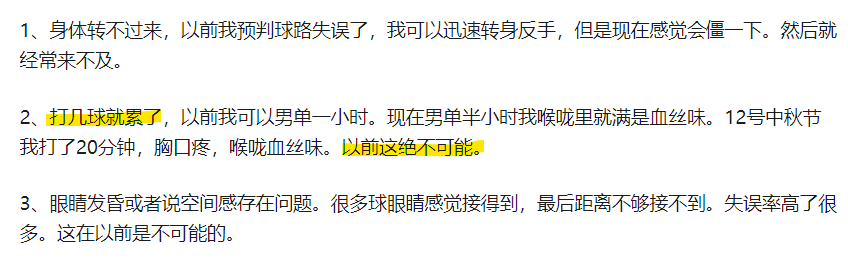 1、身体转不过来，以前我预判球路失误了，我可以迅速转身反手，但是现在感觉会僵一下。然后就
经常来不及。
2、打几球就累了，以前我可以男单一小时。现在男单半小时我喉咙里就满是血丝味。12号中秋节
我打了20分钟，胸口疼，喉咙血丝味。以前这绝不可能。
3、眼睛发昏或者说空间感存在问题。很多球眼睛感觉接得到，最后距离不够接不到。失误率高了很
多。这在以前是不可能的。